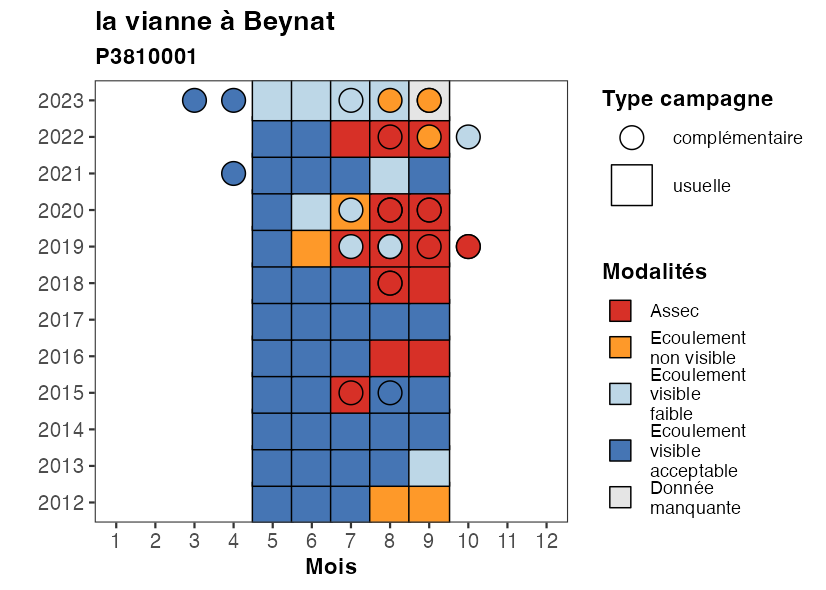 la vianne à Beynat
P3810001
2023
2022
2021
2020
2019
2018
2017
2016
2015
2014
2013
2012
1 2 3 4 5 6 7 8 9 10 11 12
Mois
Type campagne
complémentaire
usuelle
Modalités
Assec
Ecoulement
non visible
Ecoulement
visible
faible
Ecoulement
visible
acceptable
Donnée
manquante